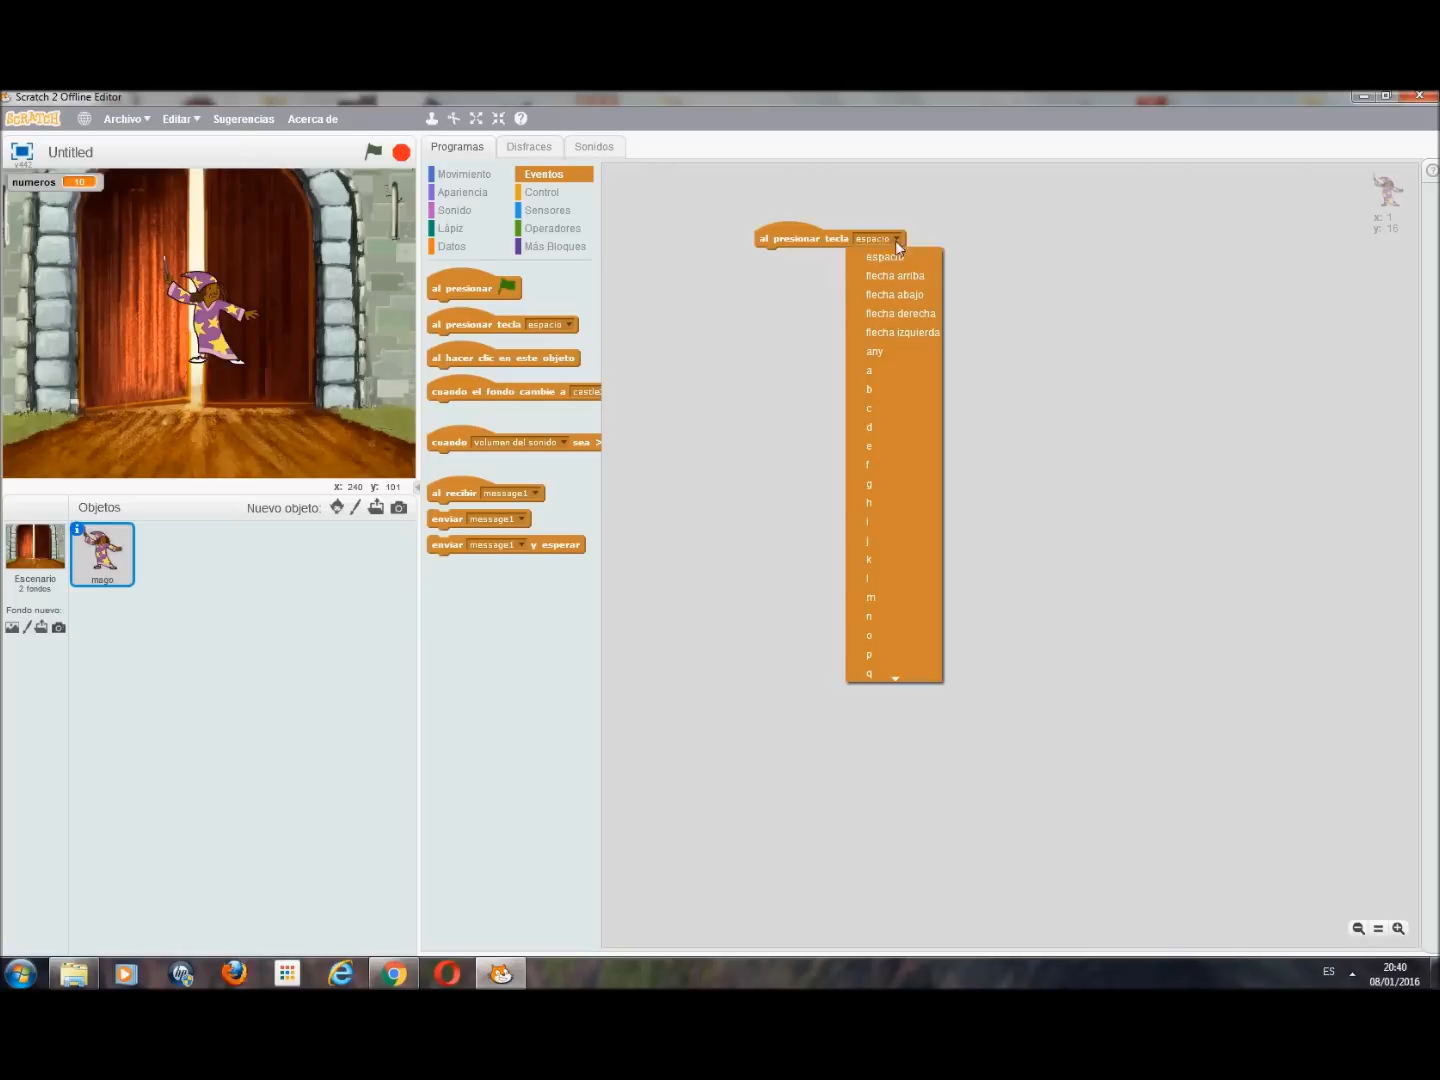 Scratch 2 Offline Editor
SCRATCH
Archivo
Editar
Sugerencias
Acerca de
Untitled
v442
numeros 10
x: 240 y: 101
Objetos
Nuevo objeto:
Escenario
2 fondos
mago
Fondo nuevo:
Programas
Disfraces
Sonidos
Movimiento
Eventos
Apariencia
Control
Sonido
Sensores
Lápiz
Operadores
Datos
Más Bloques
al presionar
al presionar tecla espacio
al hacer clic en este objeto
cuando el fondo cambie a castle
cuando volumen del sonido sea >
al recibir message1
enviar message1
enviar message1 y esperar
al presionar tecla espacio
espacio
flecha arriba
flecha abajo
flecha derecha
flecha izquierda
any
a
b
c
d
e
f
g
h
i
j
k
l
m
n
o
p
q
x: 1
y: 16
ES
20:40
08/01/2016